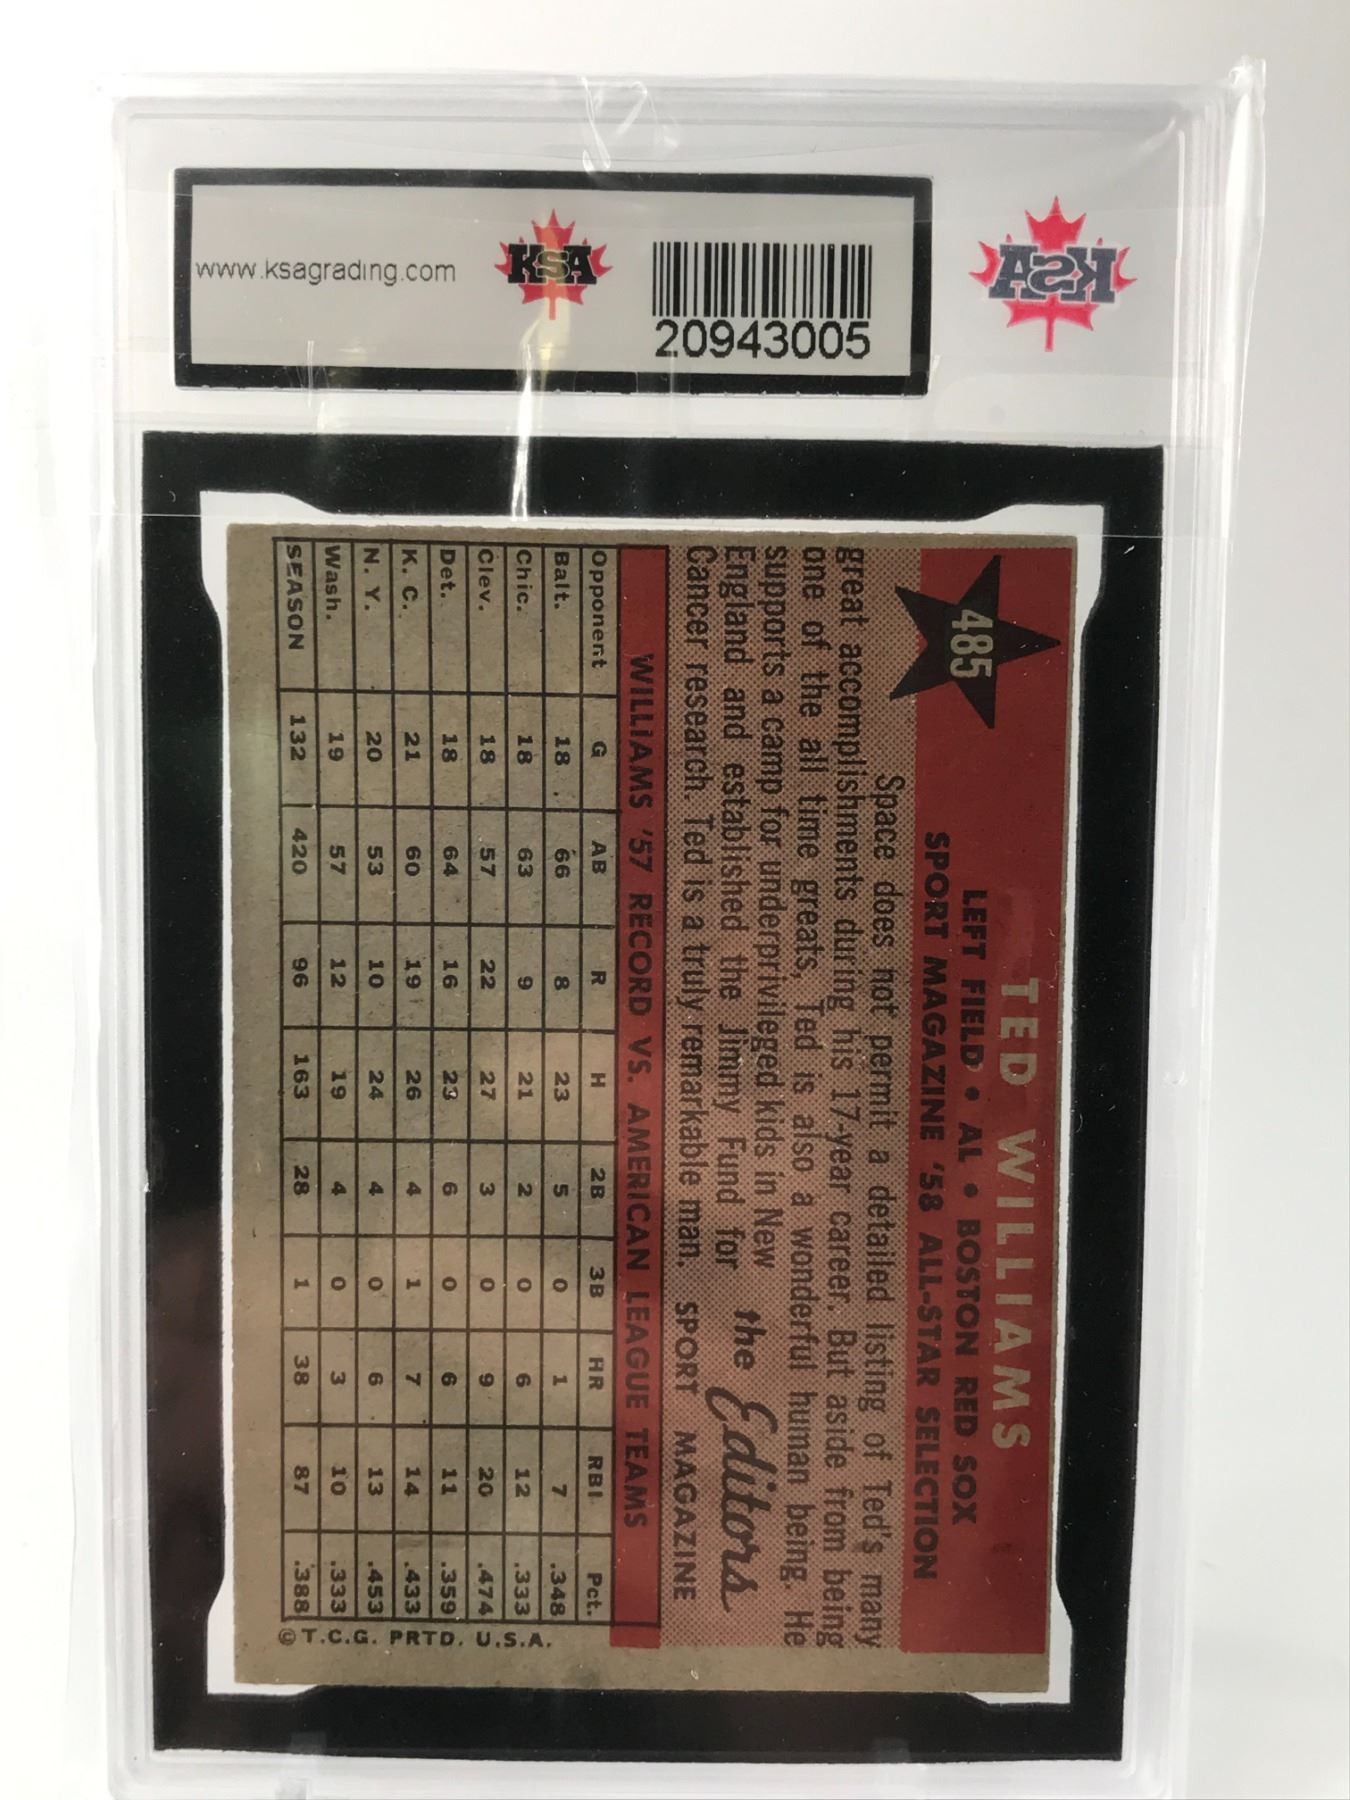 www.ksagrading.com
KSA
20943005
KSA
485
TED WILLIAMS
LEFT FIELD • AL • BOSTON RED SOX
SPORT MAGAZINE '58 ALL-STAR SELECTION
Space does not permit a detailed listing of Ted's many
great accomplishments during his 17-year career. But aside from being
one of the all time greats, Ted is also a wonderful human being. He
supports a camp for underprivileged kids in New
England and established the Jimmy Fund for
Cancer research. Ted is a truly remarkable man.
the Editors
SPORT MAGAZINE
WILLIAMS '57 RECORD VS. AMERICAN LEAGUE TEAMS
Opponent G AB R H 2B 3B HR RBI Pct.
Balt. 18 66 8 23 5 0 1 7 .348
Chic. 18 63 9 21 2 0 6 12 .333
Clev. 18 57 22 27 3 0 9 20 .474
Det. 18 64 16 23 6 0 6 11 .359
K. C. 21 60 19 26 4 1 7 14 .433
N. Y. 20 53 10 24 4 0 6 13 .453
Wash. 19 57 12 19 4 0 3 10 .333
SEASON 132 420 96 163 28 1 38 87 .388
© T.C.G. PRTD. U.S.A.